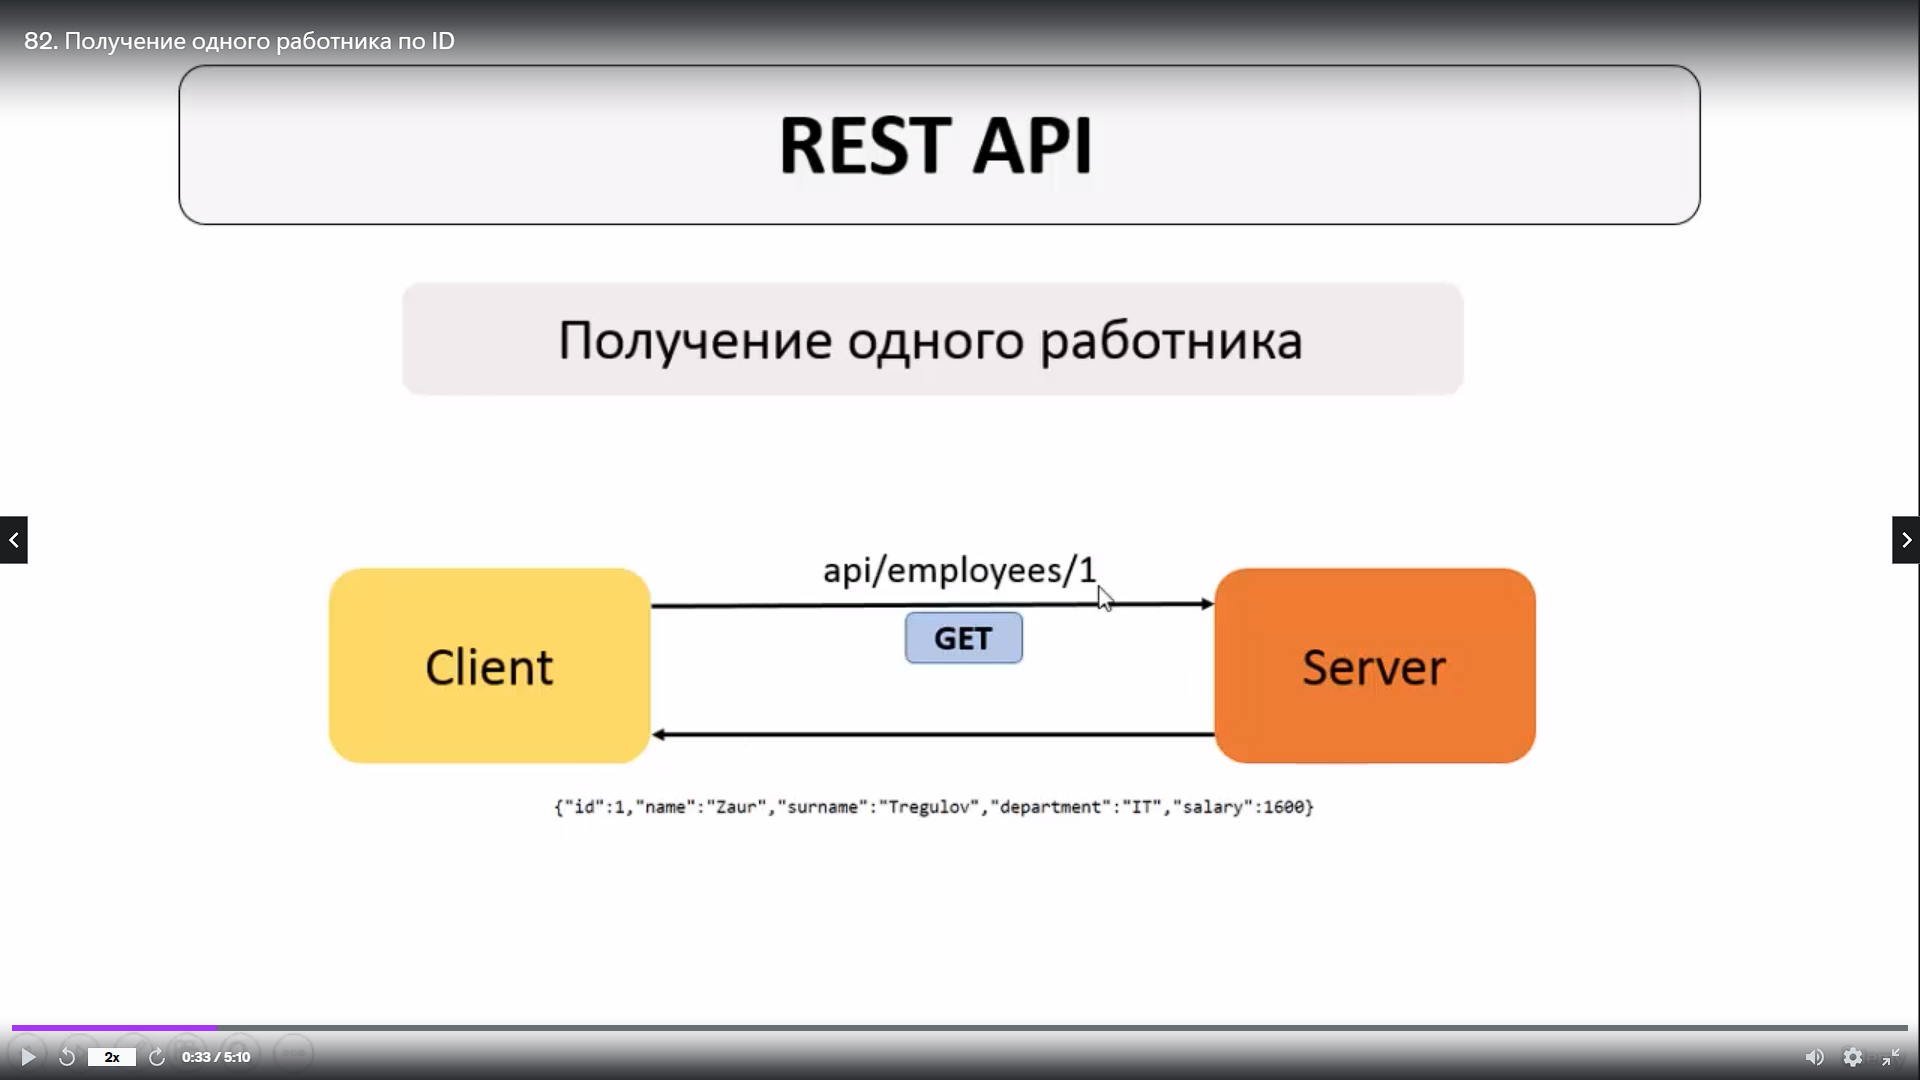 82. Получение одного работника по ID
REST API
Получение одного работника
api/employees/1
GET
Client
Server
{"id":1,"name":"Zaur","surname":"Tregulov","department":"IT","salary":1600}
2x
0:33 / 5:10